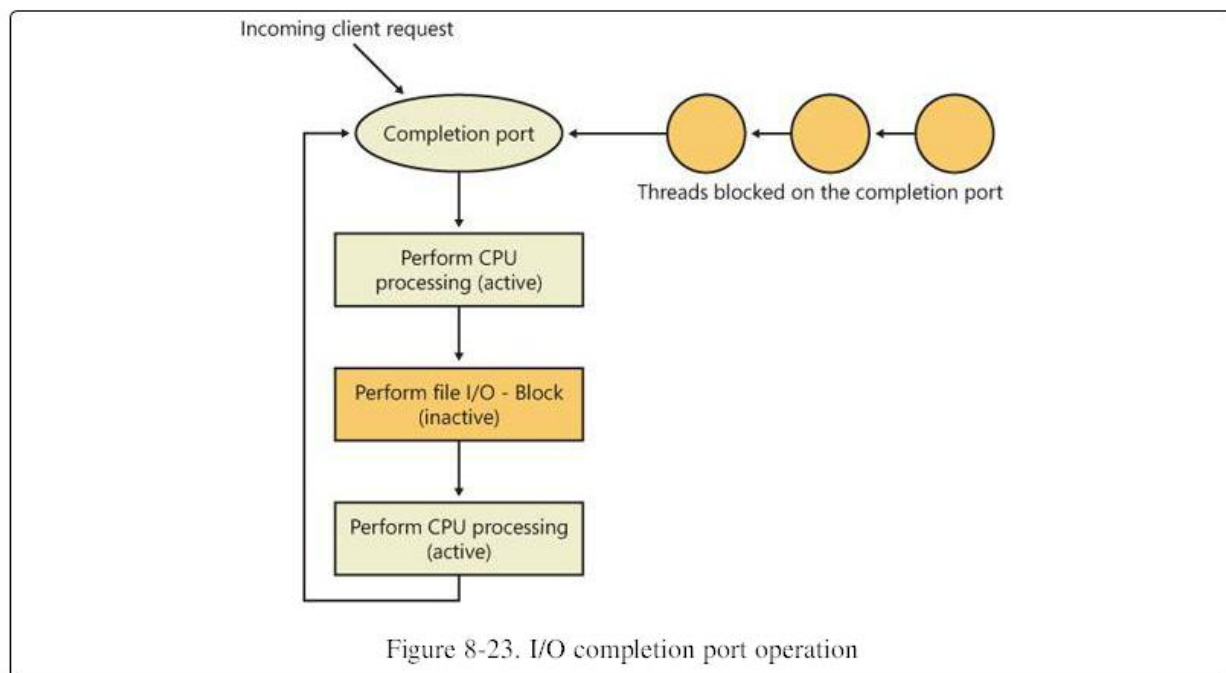 Incoming client request
Completion port
Threads blocked on the completion port
Perform CPU
processing (active)
Perform file I/O - Block
(inactive)
Perform CPU processing
(active)
Figure 8-23. I/O completion port operation